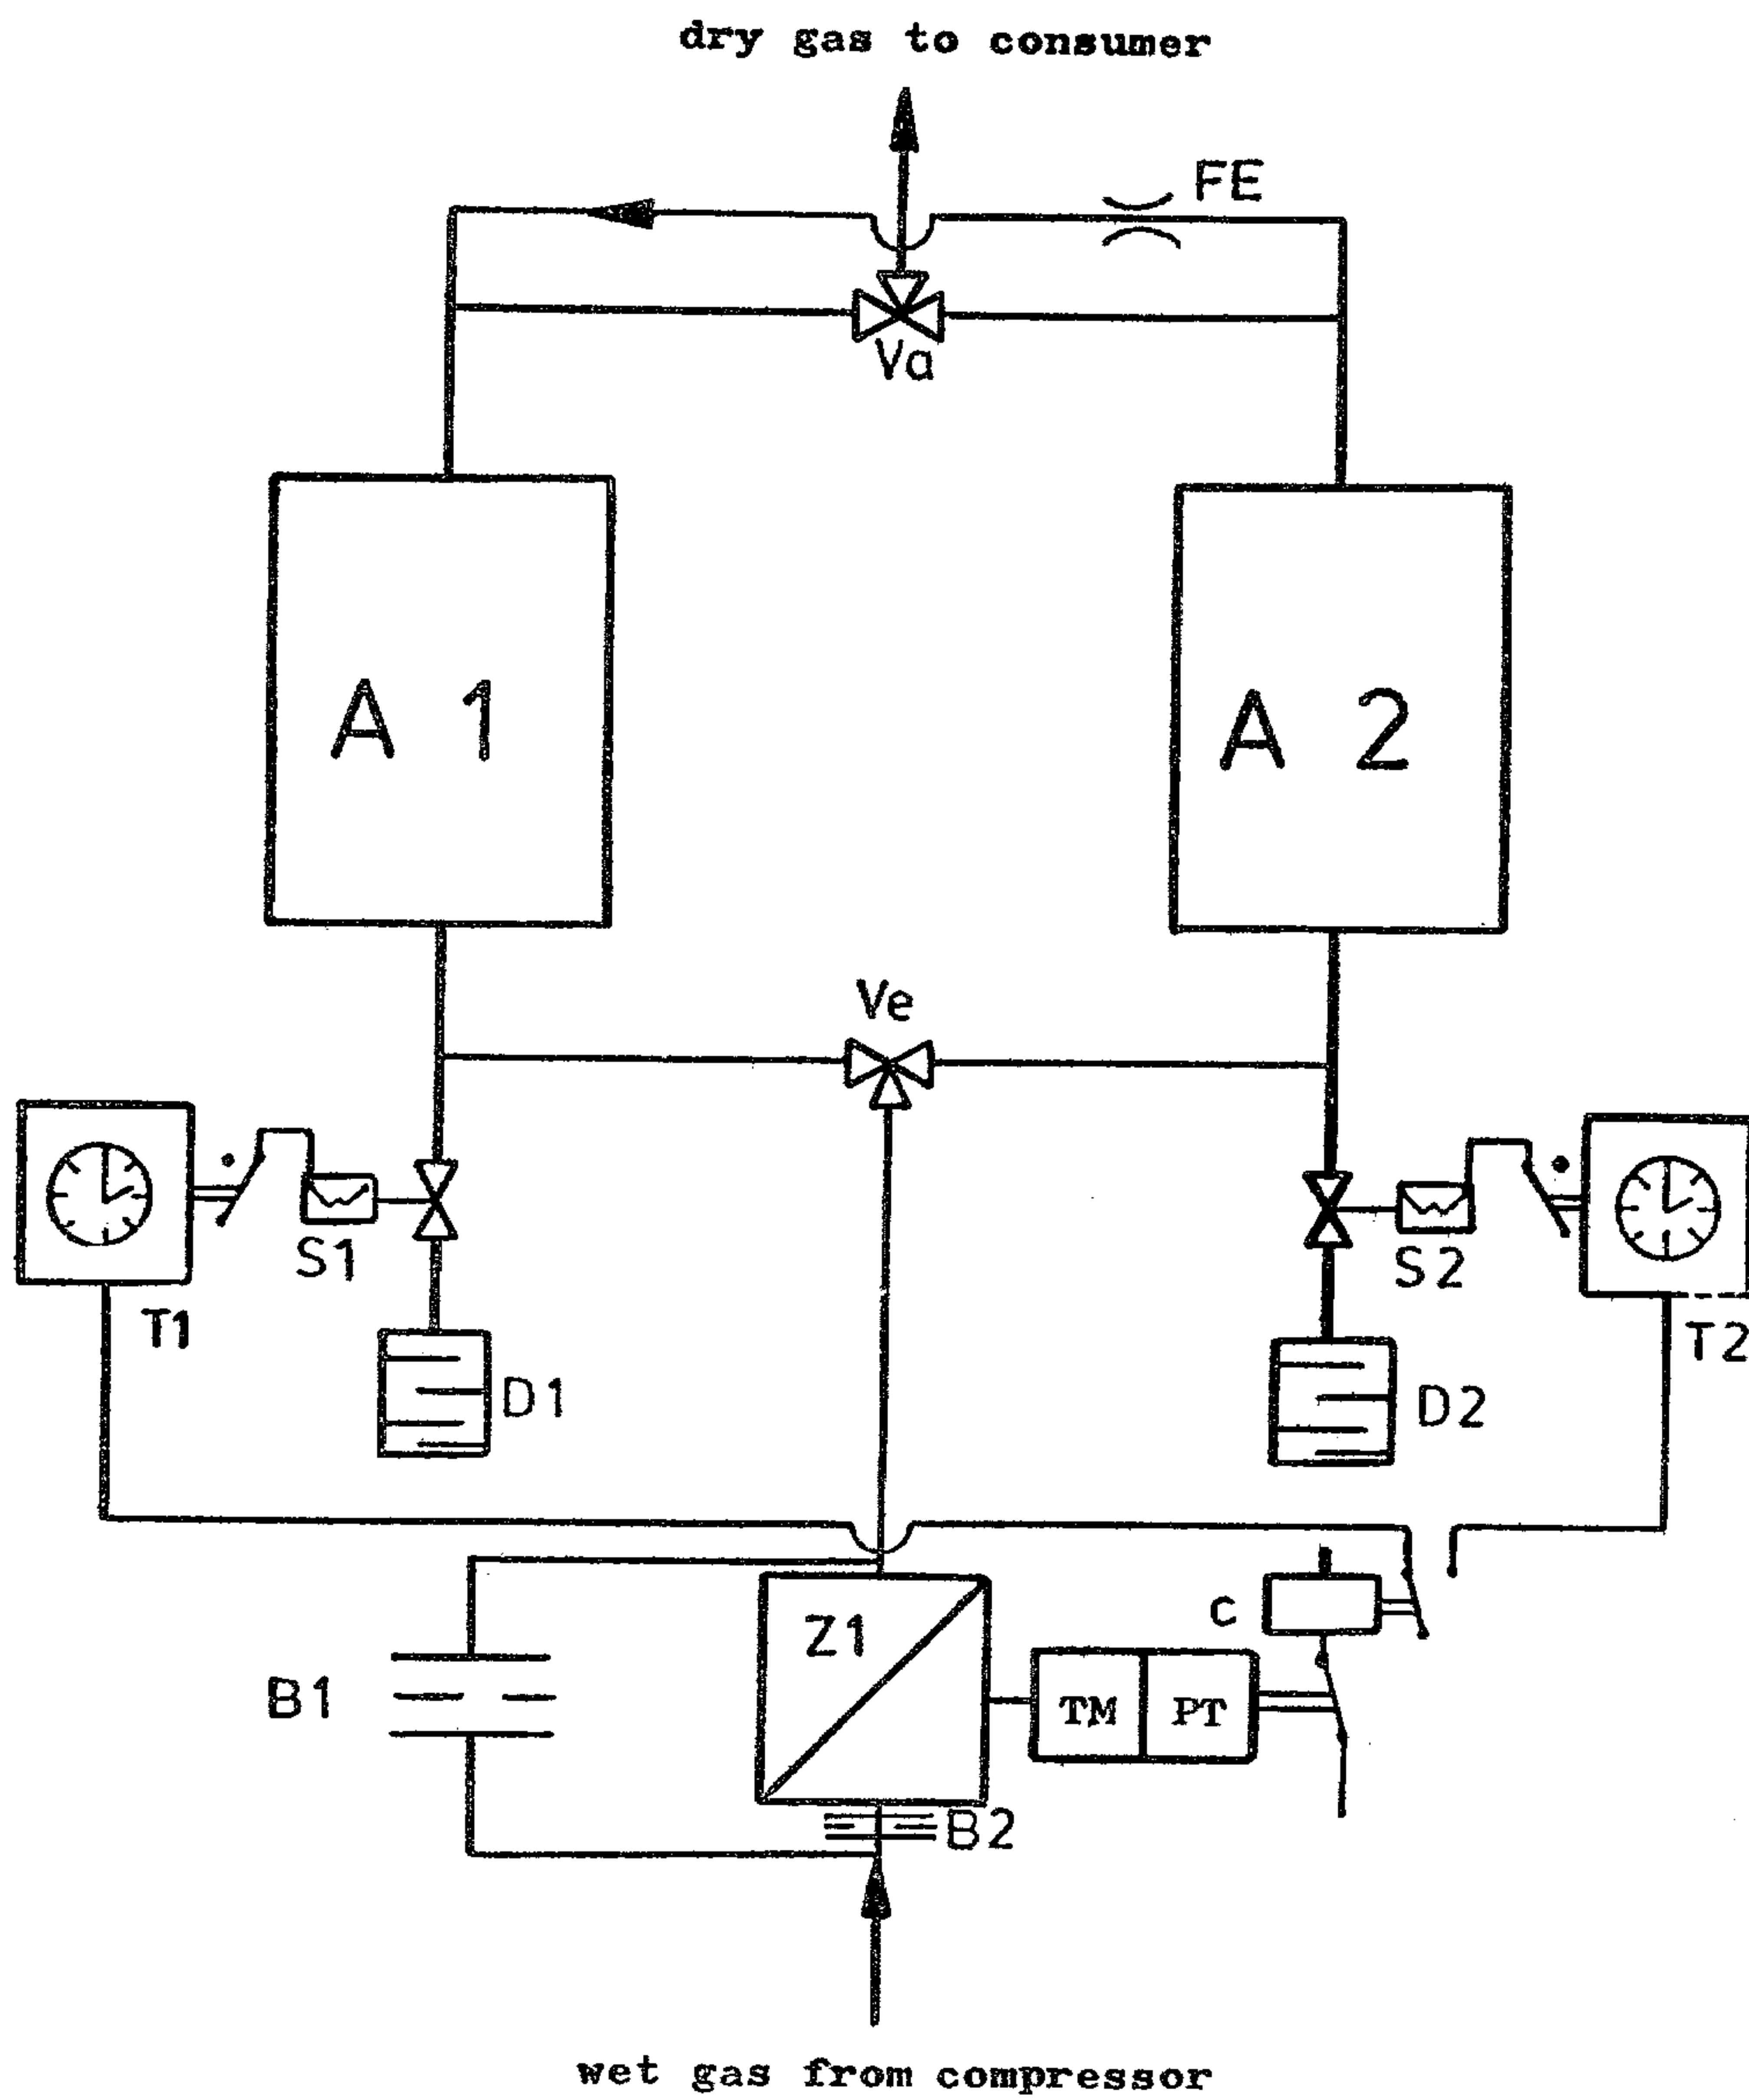 dry gas to consumer
FE
Va
A 1
A 2
Ve
S1
S2
T1
T2
D1
D2
Z1
C
B1
TM PT
B2
wet gas from compressor